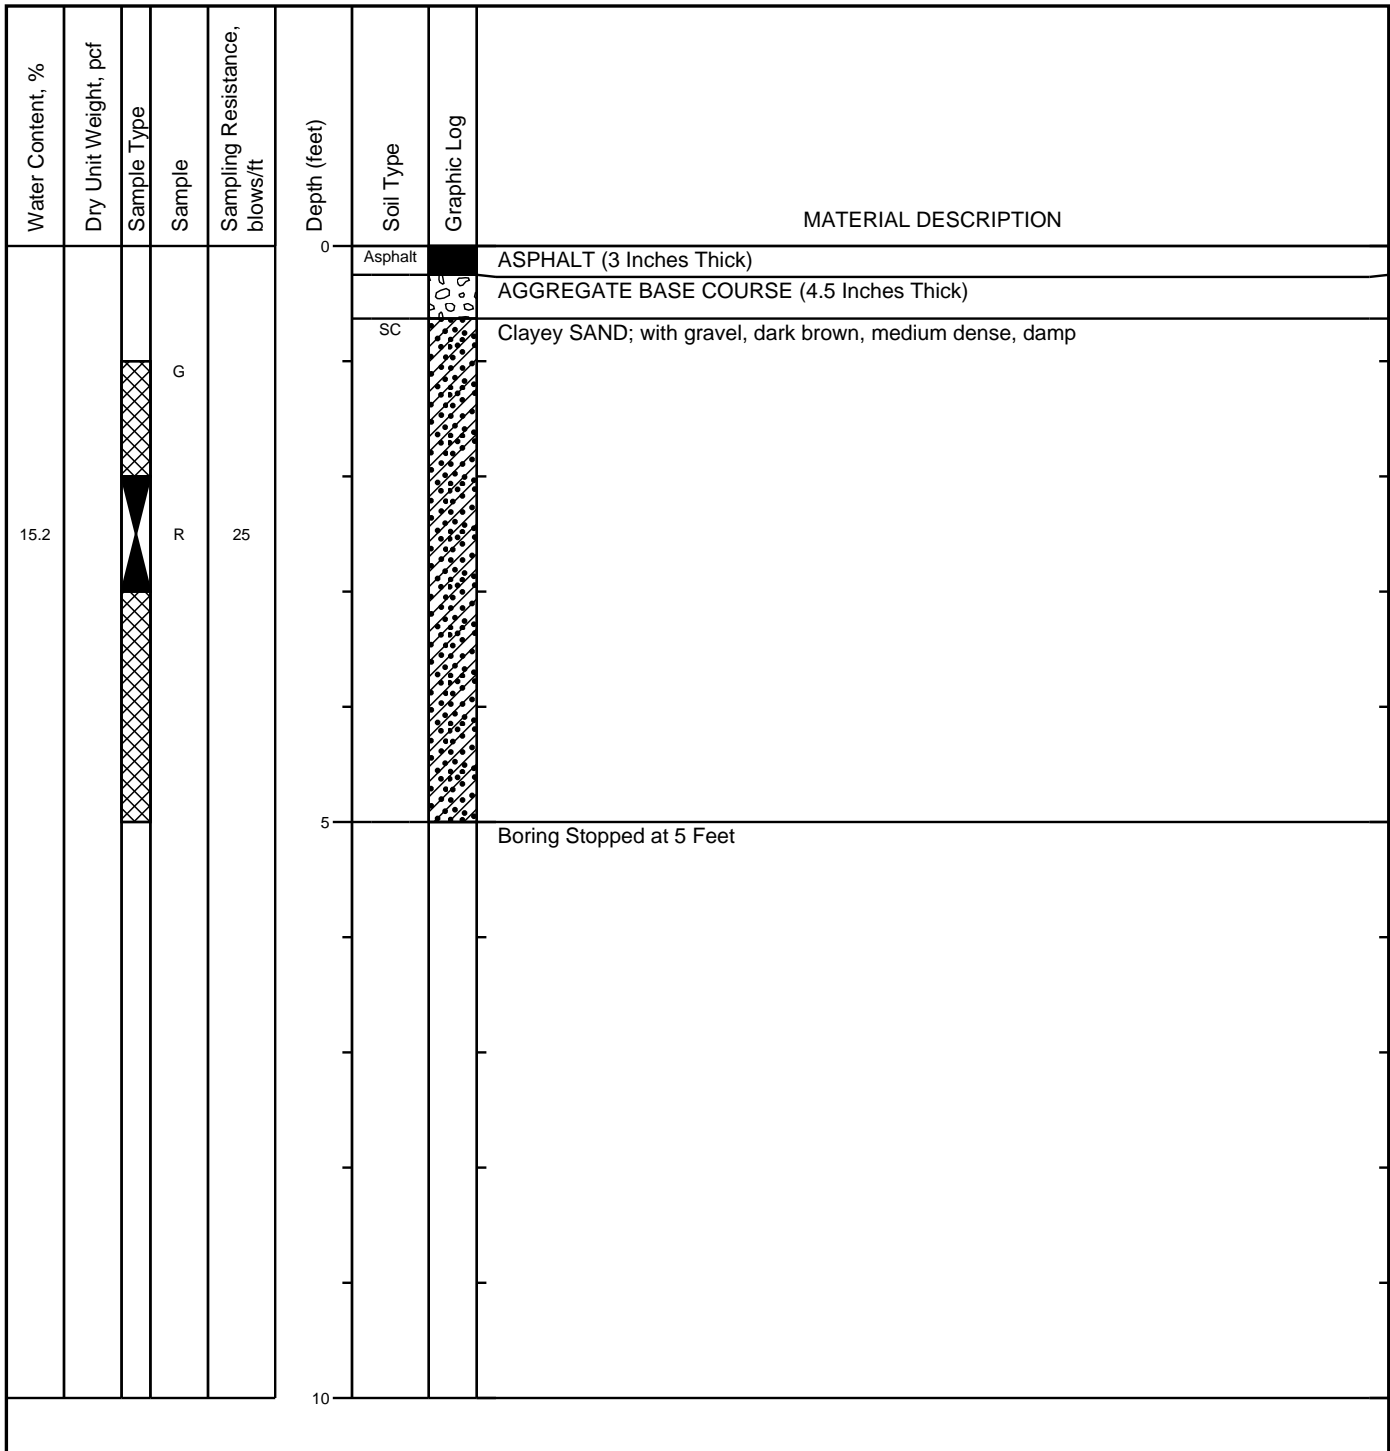 Water Content, %
Dry Unit Weight, pcf
Sample Type
Sample
Sampling Resistance,
blows/ft
Depth (feet)
Soil Type
Graphic Log
MATERIAL DESCRIPTION
0
Asphalt
ASPHALT (3 Inches Thick)
AGGREGATE BASE COURSE (4.5 Inches Thick)
SC
Clayey SAND; with gravel, dark brown, medium dense, damp
G
15.2
R
25
5
Boring Stopped at 5 Feet
10